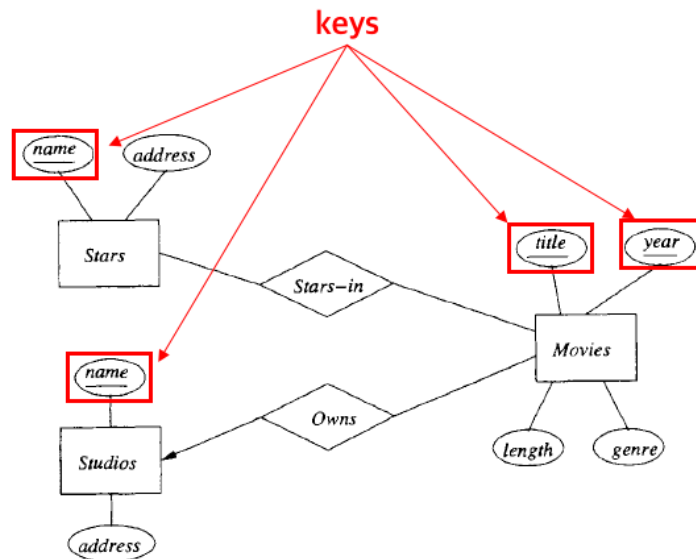 keys
name
address
title
year
Stars
Stars-in
Movies
name
Owns
length
genre
Studios
address